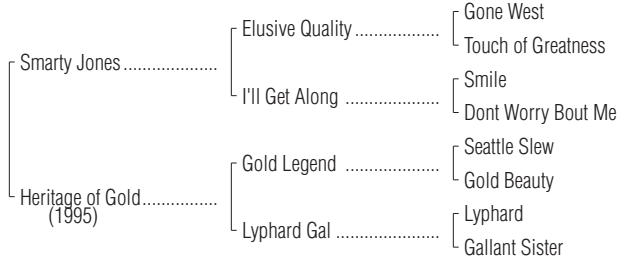 Gone West
Elusive Quality ..................
Touch of Greatness
Smarty Jones ....................
Smile
I'll Get Along ....................
Dont Worry Bout Me
Seattle Slew
Gold Legend ....................
Gold Beauty
Heritage of Gold................
(1995)
Lyphard
Lyphard Gal ......................
Gallant Sister